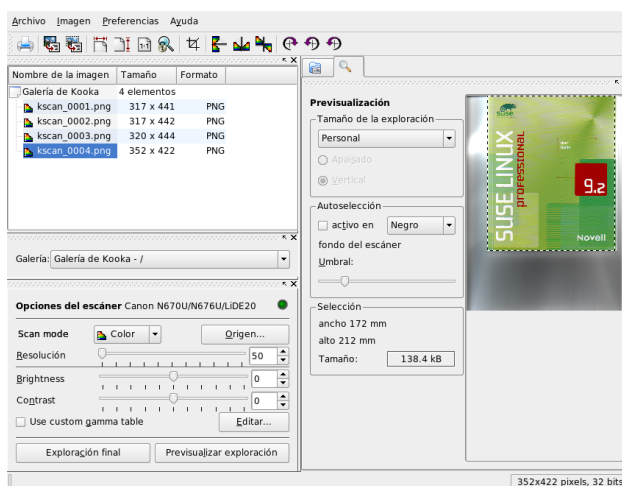 Archivo Imagen Preferencias Ayuda
Nombre de la imagen Tamaño Formato
Galería de Kooka 4 elementos
kscan_0001.png 317 x 441 PNG
kscan_0002.png 317 x 442 PNG
kscan_0003.png 320 x 444 PNG
kscan_0004.png 352 x 422 PNG
Galería: Galería de Kooka - /
Opciones del escáner Canon N670U/N676U/LiDE20
Scan mode Color Origen...
Resolución 50
Brightness 0
Contrast 0
Use custom gamma table Editar...
Exploración final Previsualizar exploración
Previsualización
Tamaño de la exploración
Personal
Apaisado
Vertical
Autoselección
activo en Negro
fondo del escáner
Umbral:
Selección
ancho 172 mm
alto 212 mm
Tamaño: 138.4 kB
SUSE
SUSE LINUX
professional
9.2
Novell
352x422 pixels, 32 bits